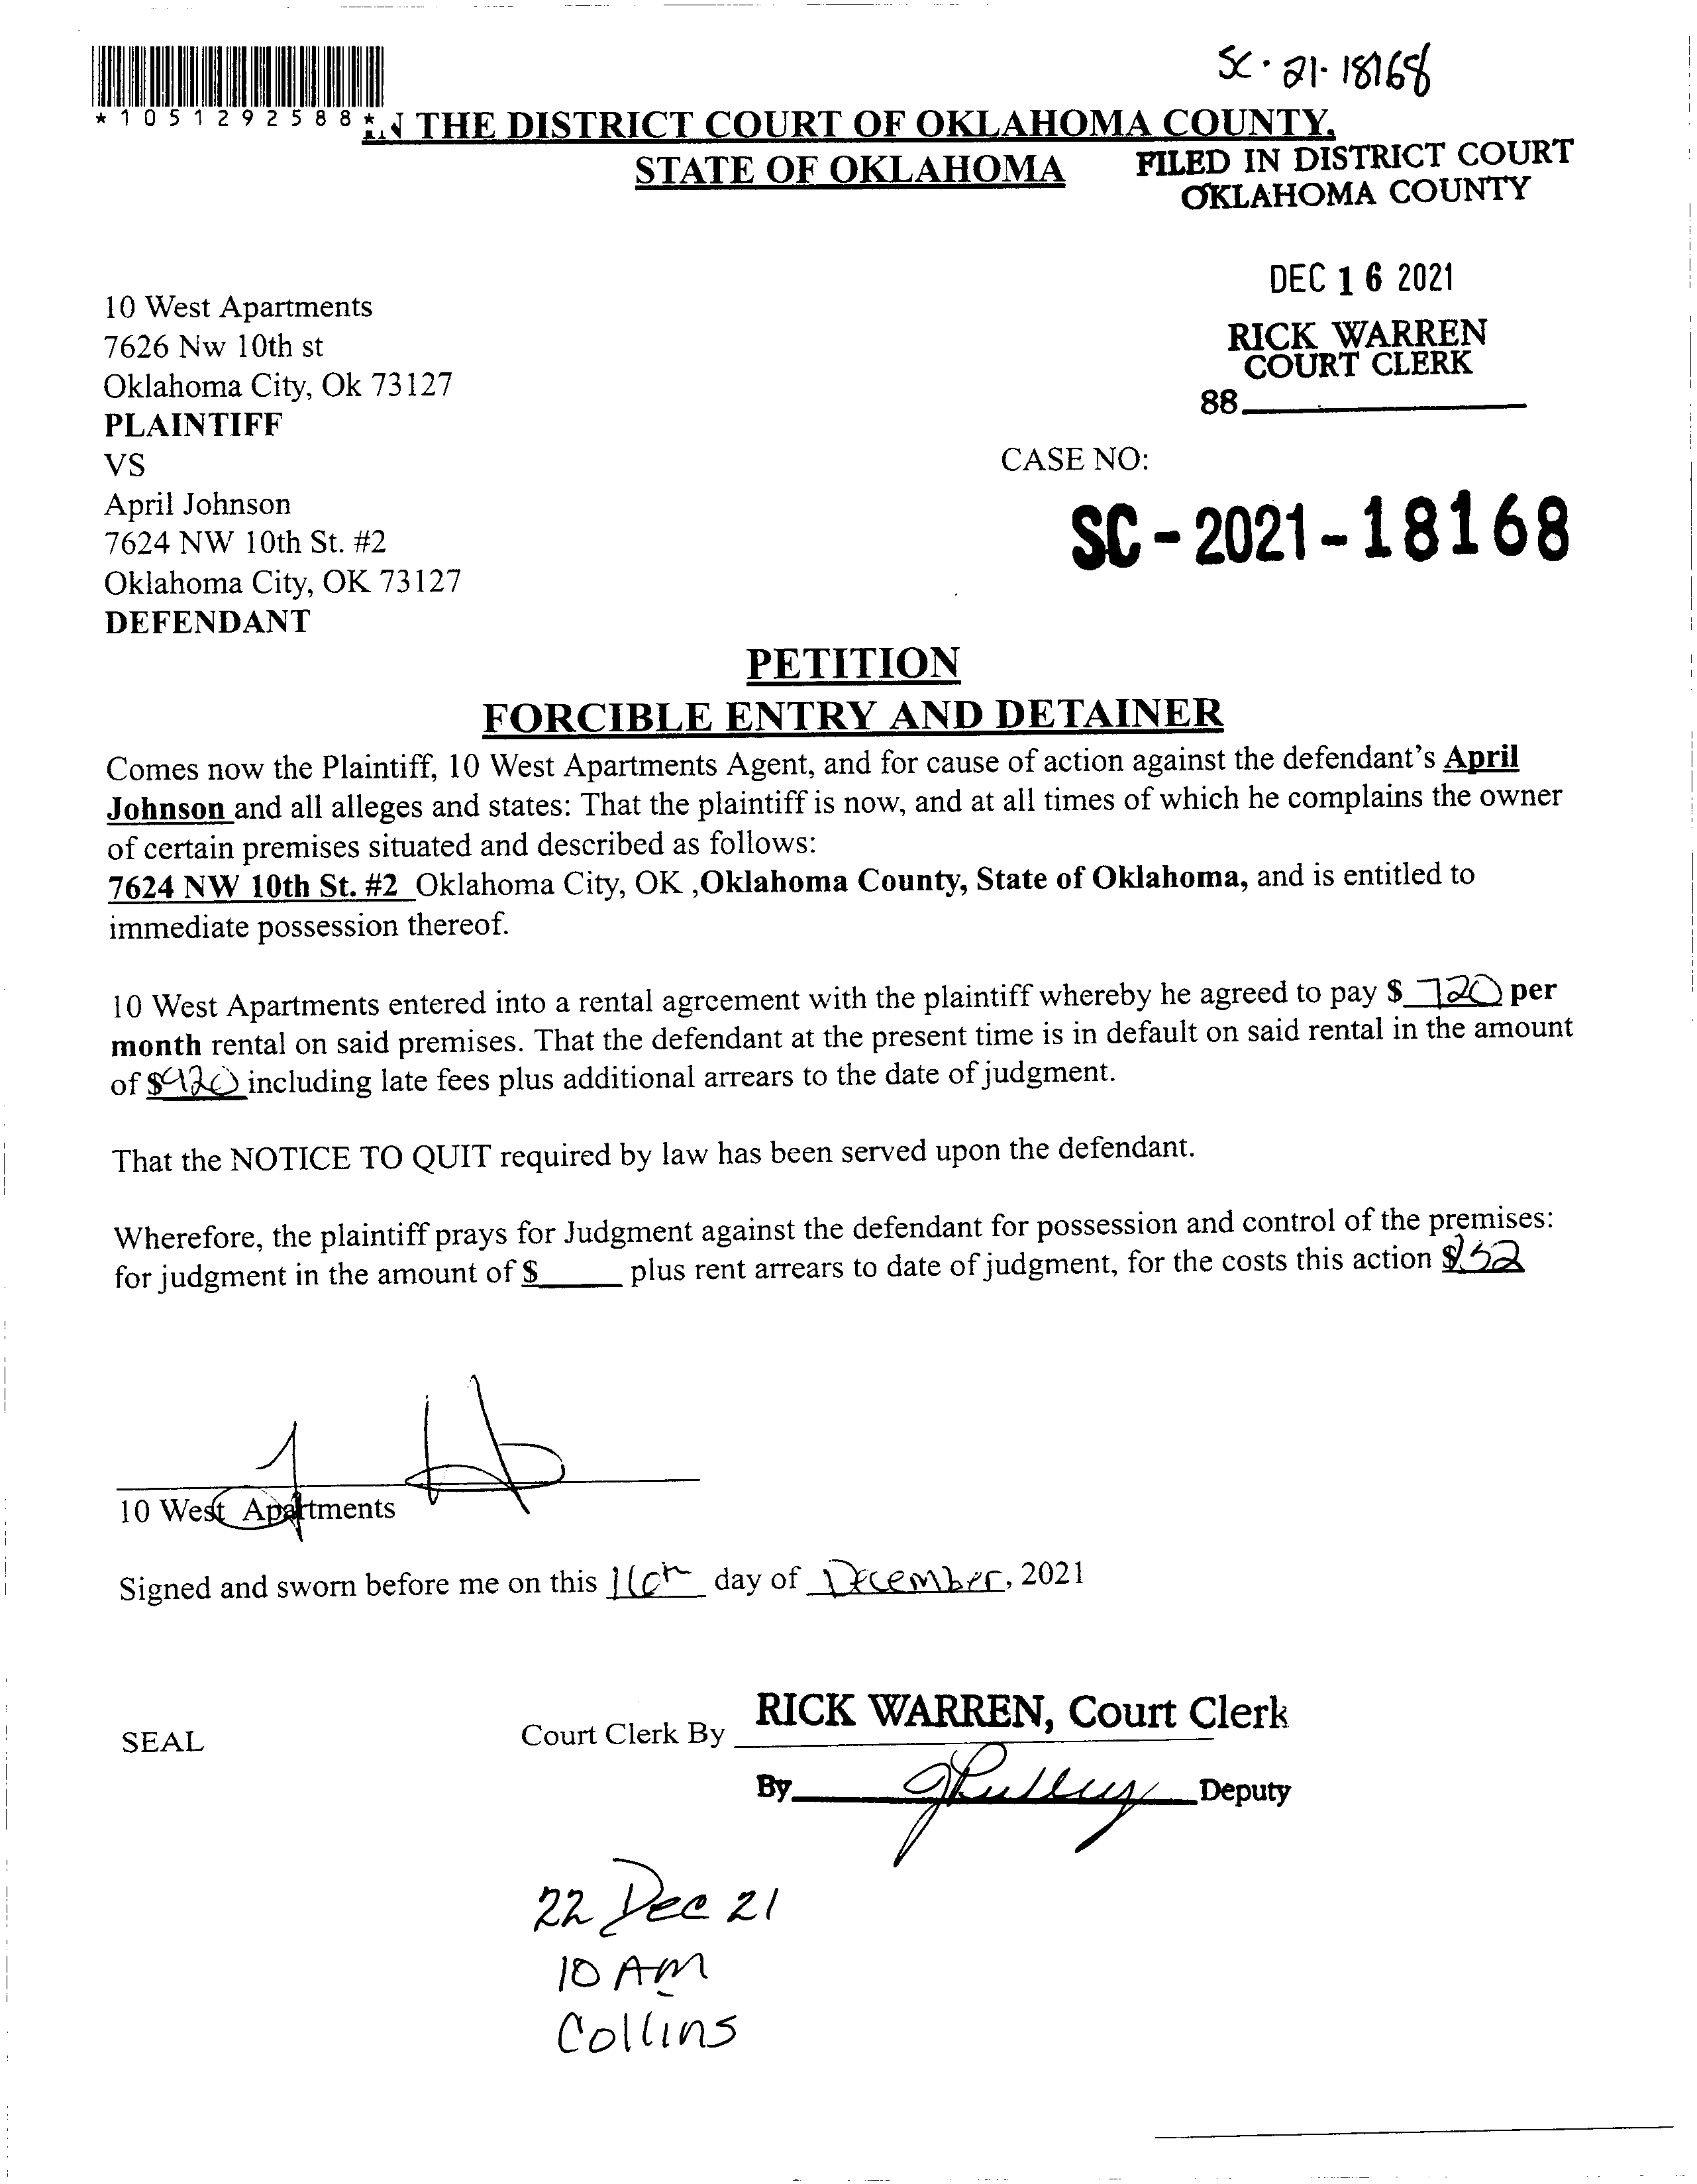 SC · 21 · 18168
*1051292588*
IN THE DISTRICT COURT OF OKLAHOMA COUNTY,
STATE OF OKLAHOMA
FILED IN DISTRICT COURT
OKLAHOMA COUNTY
DEC 16 2021
RICK WARREN
COURT CLERK
88
10 West Apartments
7626 Nw 10th st
Oklahoma City, Ok 73127
PLAINTIFF
VS
CASE NO:
SC-2021-18168
April Johnson
7624 NW 10th St. #2
Oklahoma City, OK 73127
DEFENDANT
PETITION
FORCIBLE ENTRY AND DETAINER
Comes now the Plaintiff, 10 West Apartments Agent, and for cause of action against the defendant's April
Johnson and all alleges and states: That the plaintiff is now, and at all times of which he complains the owner
of certain premises situated and described as follows:
7624 NW 10th St. #2 Oklahoma City, OK ,Oklahoma County, State of Oklahoma, and is entitled to
immediate possession thereof.
10 West Apartments entered into a rental agreement with the plaintiff whereby he agreed to pay $ 720 per
month rental on said premises. That the defendant at the present time is in default on said rental in the amount
of $920 including late fees plus additional arrears to the date of judgment.
That the NOTICE TO QUIT required by law has been served upon the defendant.
Wherefore, the plaintiff prays for Judgment against the defendant for possession and control of the premises:
for judgment in the amount of $_____ plus rent arrears to date of judgment, for the costs this action $
10 West Apartments
Signed and sworn before me on this 16th day of December, 2021
SEAL
Court Clerk By RICK WARREN, Court Clerk
By Deputy
22 Dec 21
10 AM
Collins